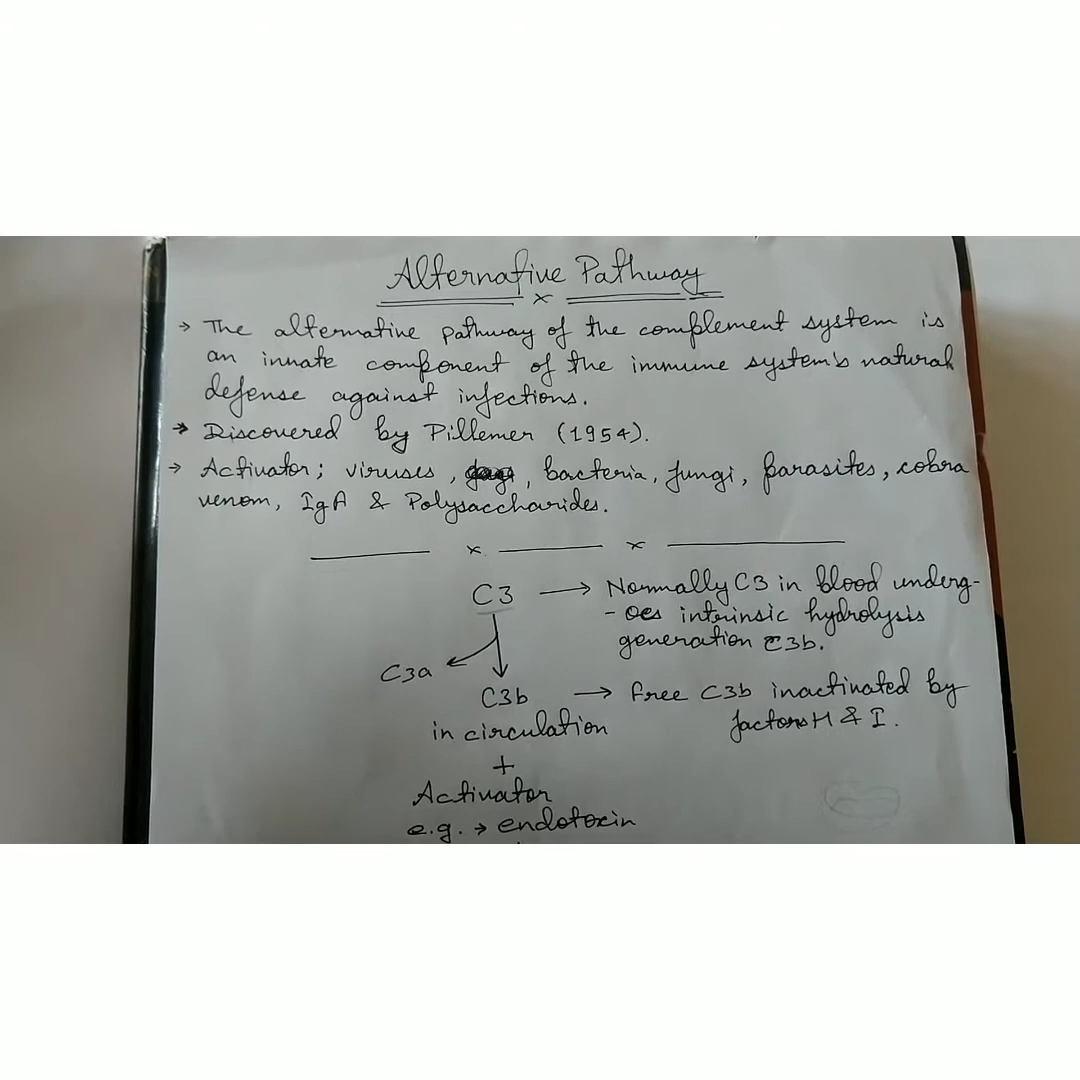 Alternative Pathway
x
→ The alternative pathway of the complement system is
an innate component of the immune system's natural
defense against infections.
→ Discovered by Pillemer (1954).
→ Activator; viruses, , bacteria, fungi, parasites, cobra
venom, IgA & Polysaccharides.
x x
C3 → Normally C3 in blood underg-
-oes intrinsic hydrolysis
generation C3b.
C3a
C3b → free C3b inactivated by
in circulation factors H & I.
+
Activator
e.g. → endotoxin